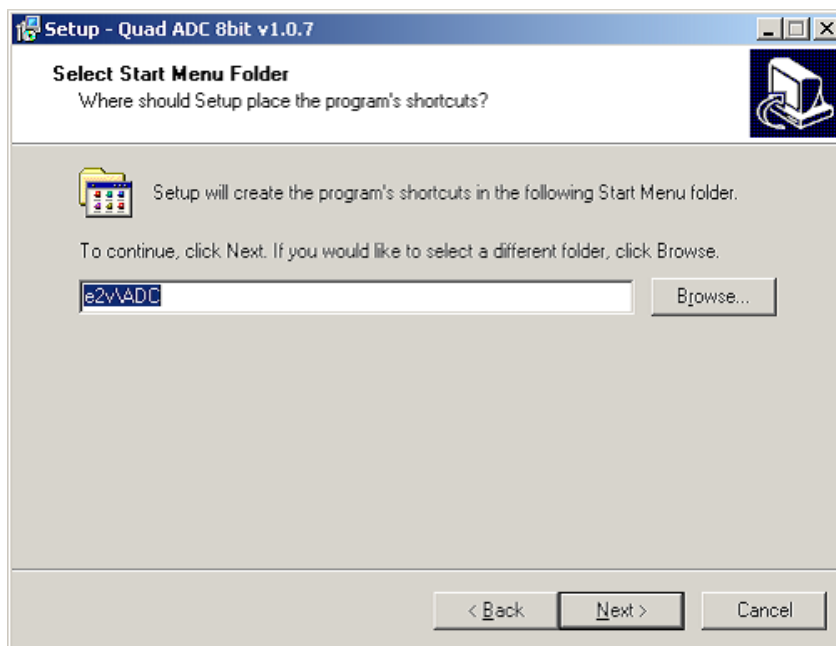 Setup - Quad ADC 8bit v1.0.7
Select Start Menu Folder
Where should Setup place the program's shortcuts?
Setup will create the program's shortcuts in the following Start Menu folder.
To continue, click Next. If you would like to select a different folder, click Browse.
e2v\ADC
Browse...
< Back
Next >
Cancel